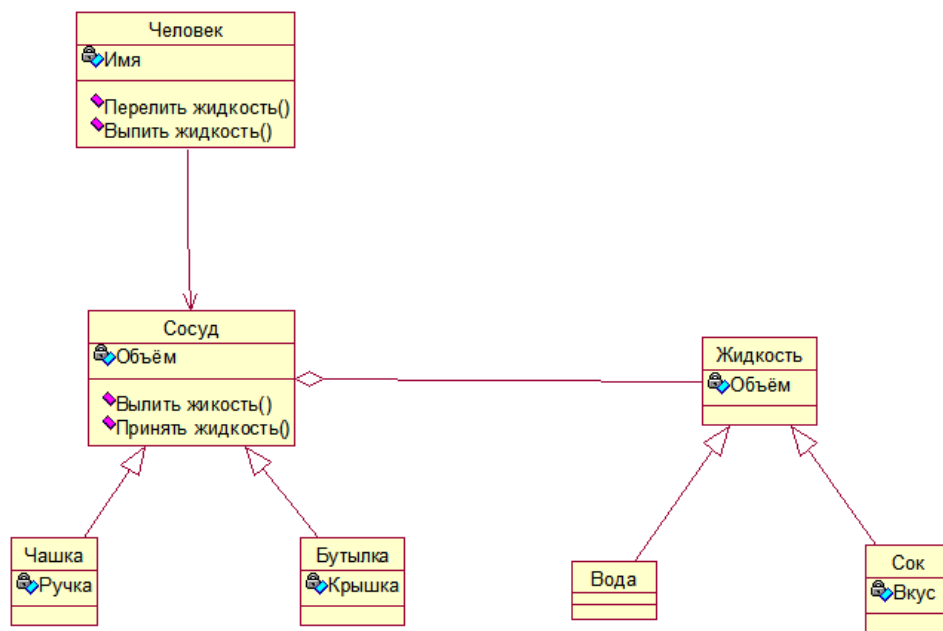 Человек
Имя
Перелить жидкость()
Выпить жидкость()
Сосуд
Объём
Вылить жикость()
Принять жидкость()
Жидкость
Объём
Чашка
Ручка
Бутылка
Крышка
Вода
Сок
Вкус